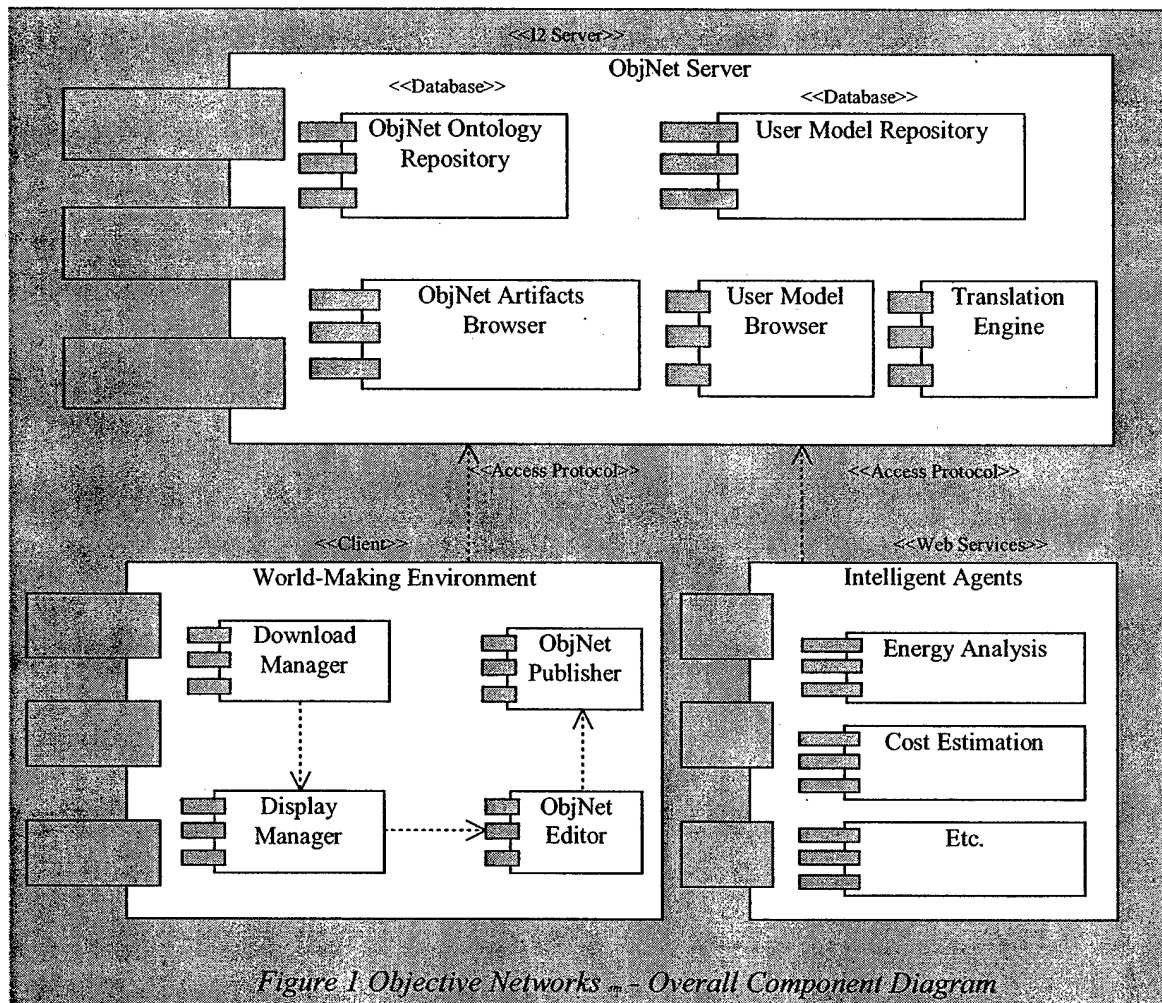 <<I2 Server>>
ObjNet Server
<<Database>>
<<Database>>
ObjNet Ontology
Repository
User Model Repository
ObjNet Artifacts
Browser
User Model
Browser
Translation
Engine
<<Access Protocol>>
<<Access Protocol>>
<<Client>>
<<Web Services>>
World-Making Environment
Intelligent Agents
Download
Manager
ObjNet
Publisher
Display
Manager
ObjNet
Editor
Energy Analysis
Cost Estimation
Etc.
Figure 1 Objective Networks - Overall Component Diagram